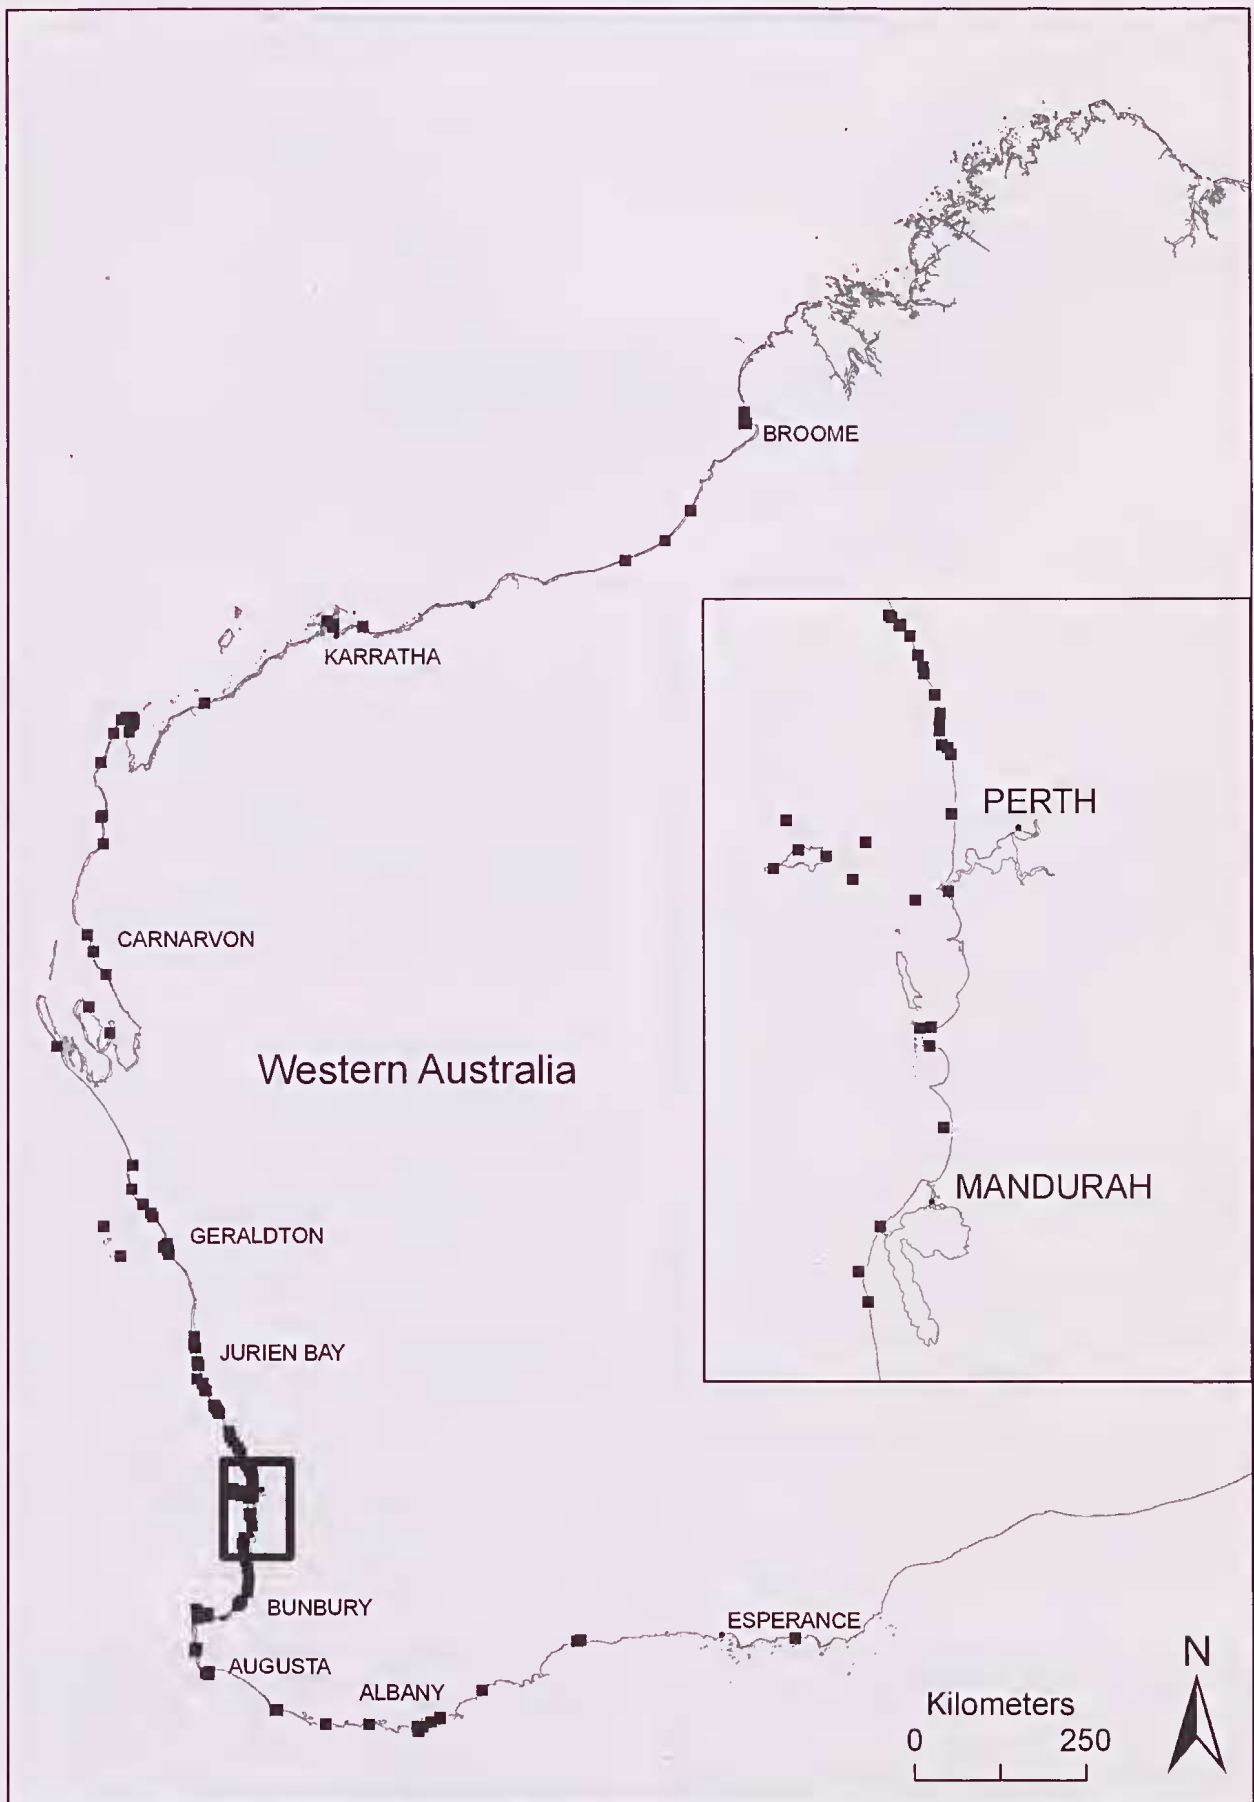 BROOME
KARRATHA
PERTH
CARNARVON
Western Australia
MANDURAH
GERALDTON
JURIEN BAY
BUNBURY
ESPERANCE
AUGUSTA
ALBANY
N
Kilometers
0 250